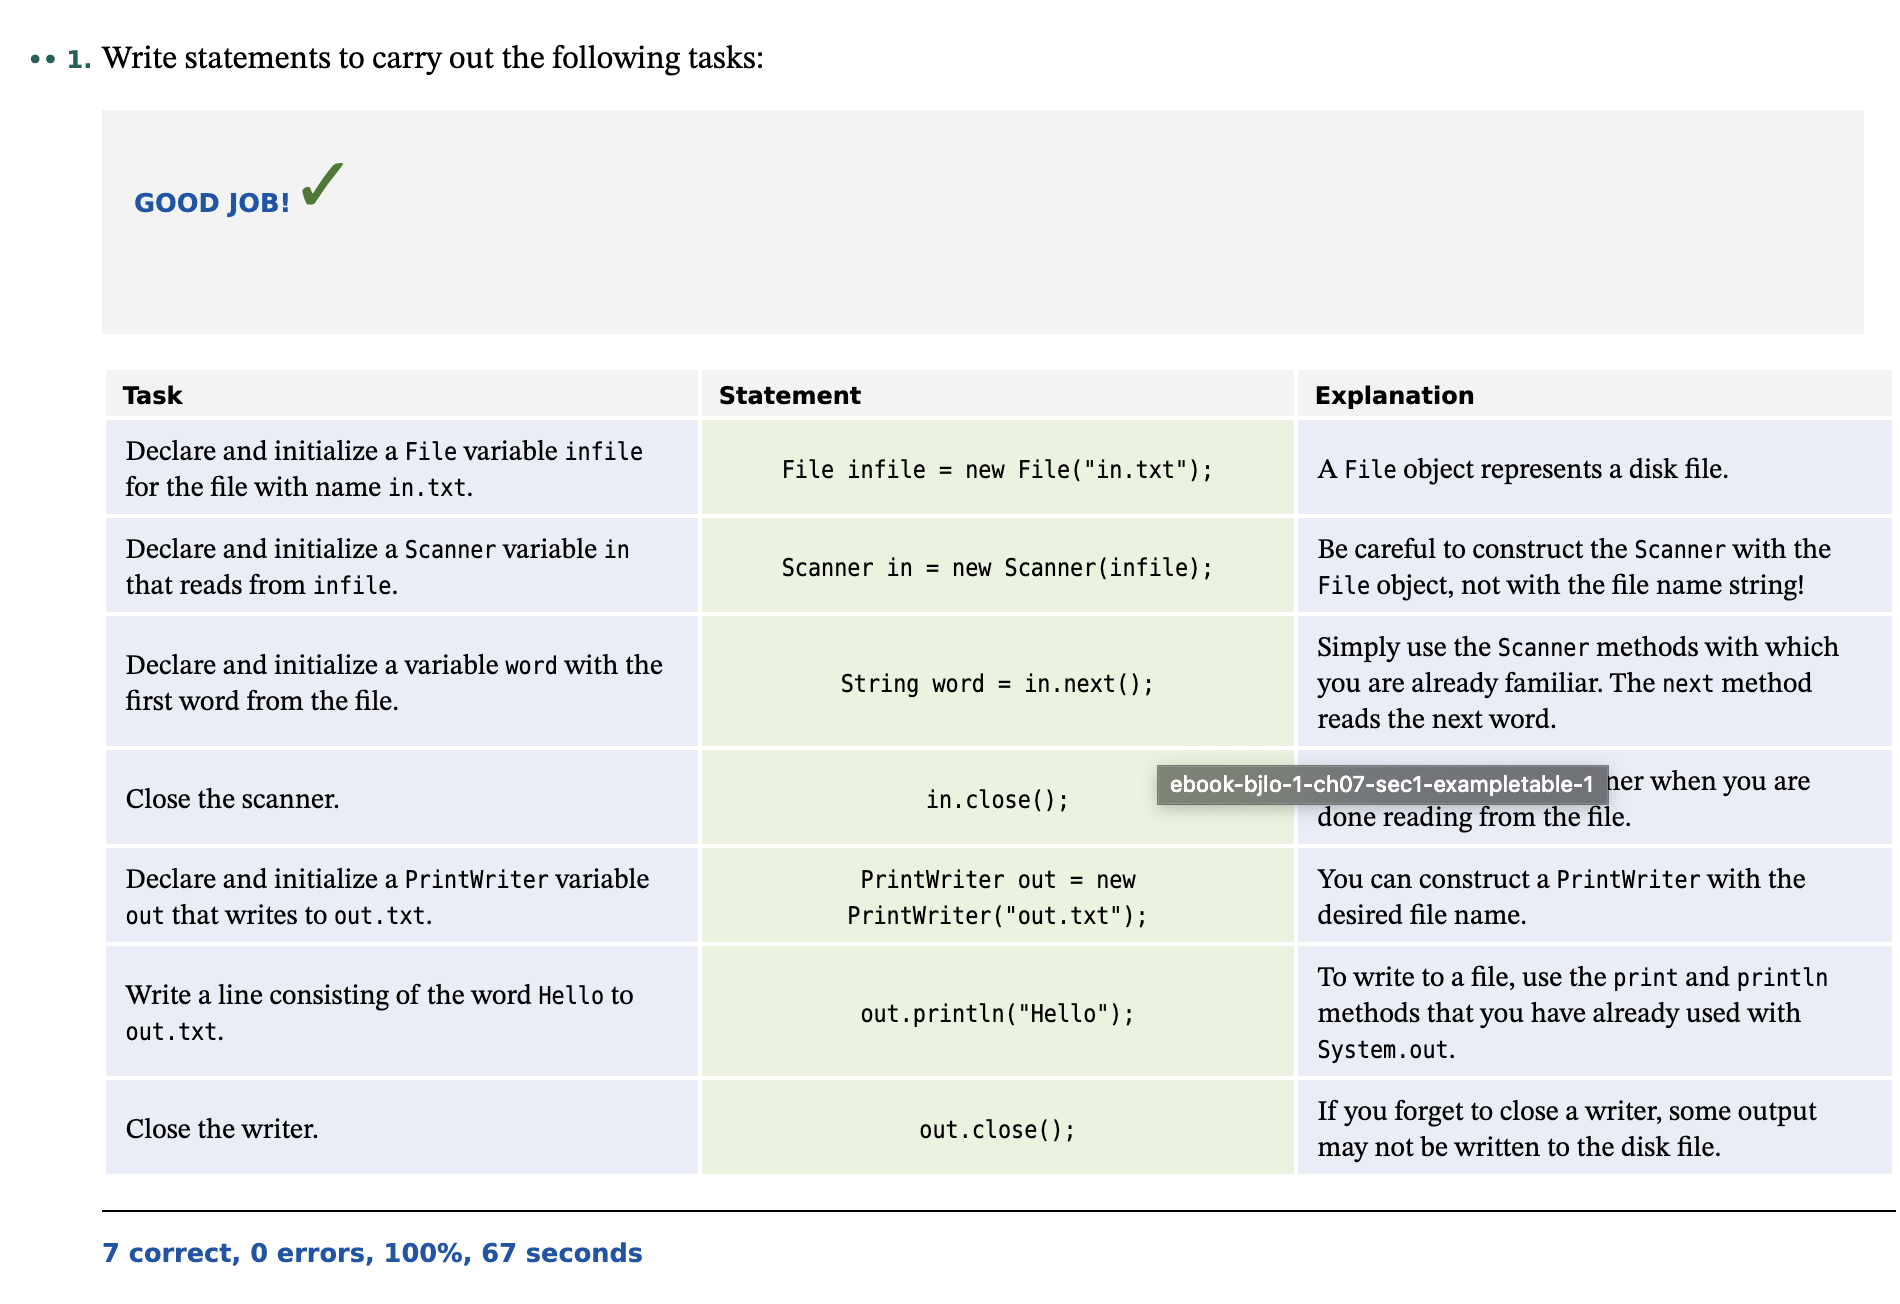 •• 1. Write statements to carry out the following tasks:
GOOD JOB! ✓
Task Statement Explanation
Declare and initialize a File variable infile
for the file with name in.txt.
File infile = new File("in.txt");
A File object represents a disk file.
Declare and initialize a Scanner variable in
that reads from infile.
Scanner in = new Scanner(infile);
Be careful to construct the Scanner with the
File object, not with the file name string!
Declare and initialize a variable word with the
first word from the file.
String word = in.next();
Simply use the Scanner methods with which
you are already familiar. The next method
reads the next word.
Close the scanner.
in.close();
ebook-bjlo-1-ch07-sec1-exampletable-1
when you are
done reading from the file.
Declare and initialize a PrintWriter variable
out that writes to out.txt.
PrintWriter out = new
PrintWriter("out.txt");
You can construct a PrintWriter with the
desired file name.
Write a line consisting of the word Hello to
out.txt.
out.println("Hello");
To write to a file, use the print and println
methods that you have already used with
System.out.
Close the writer.
out.close();
If you forget to close a writer, some output
may not be written to the disk file.
7 correct, 0 errors, 100%, 67 seconds